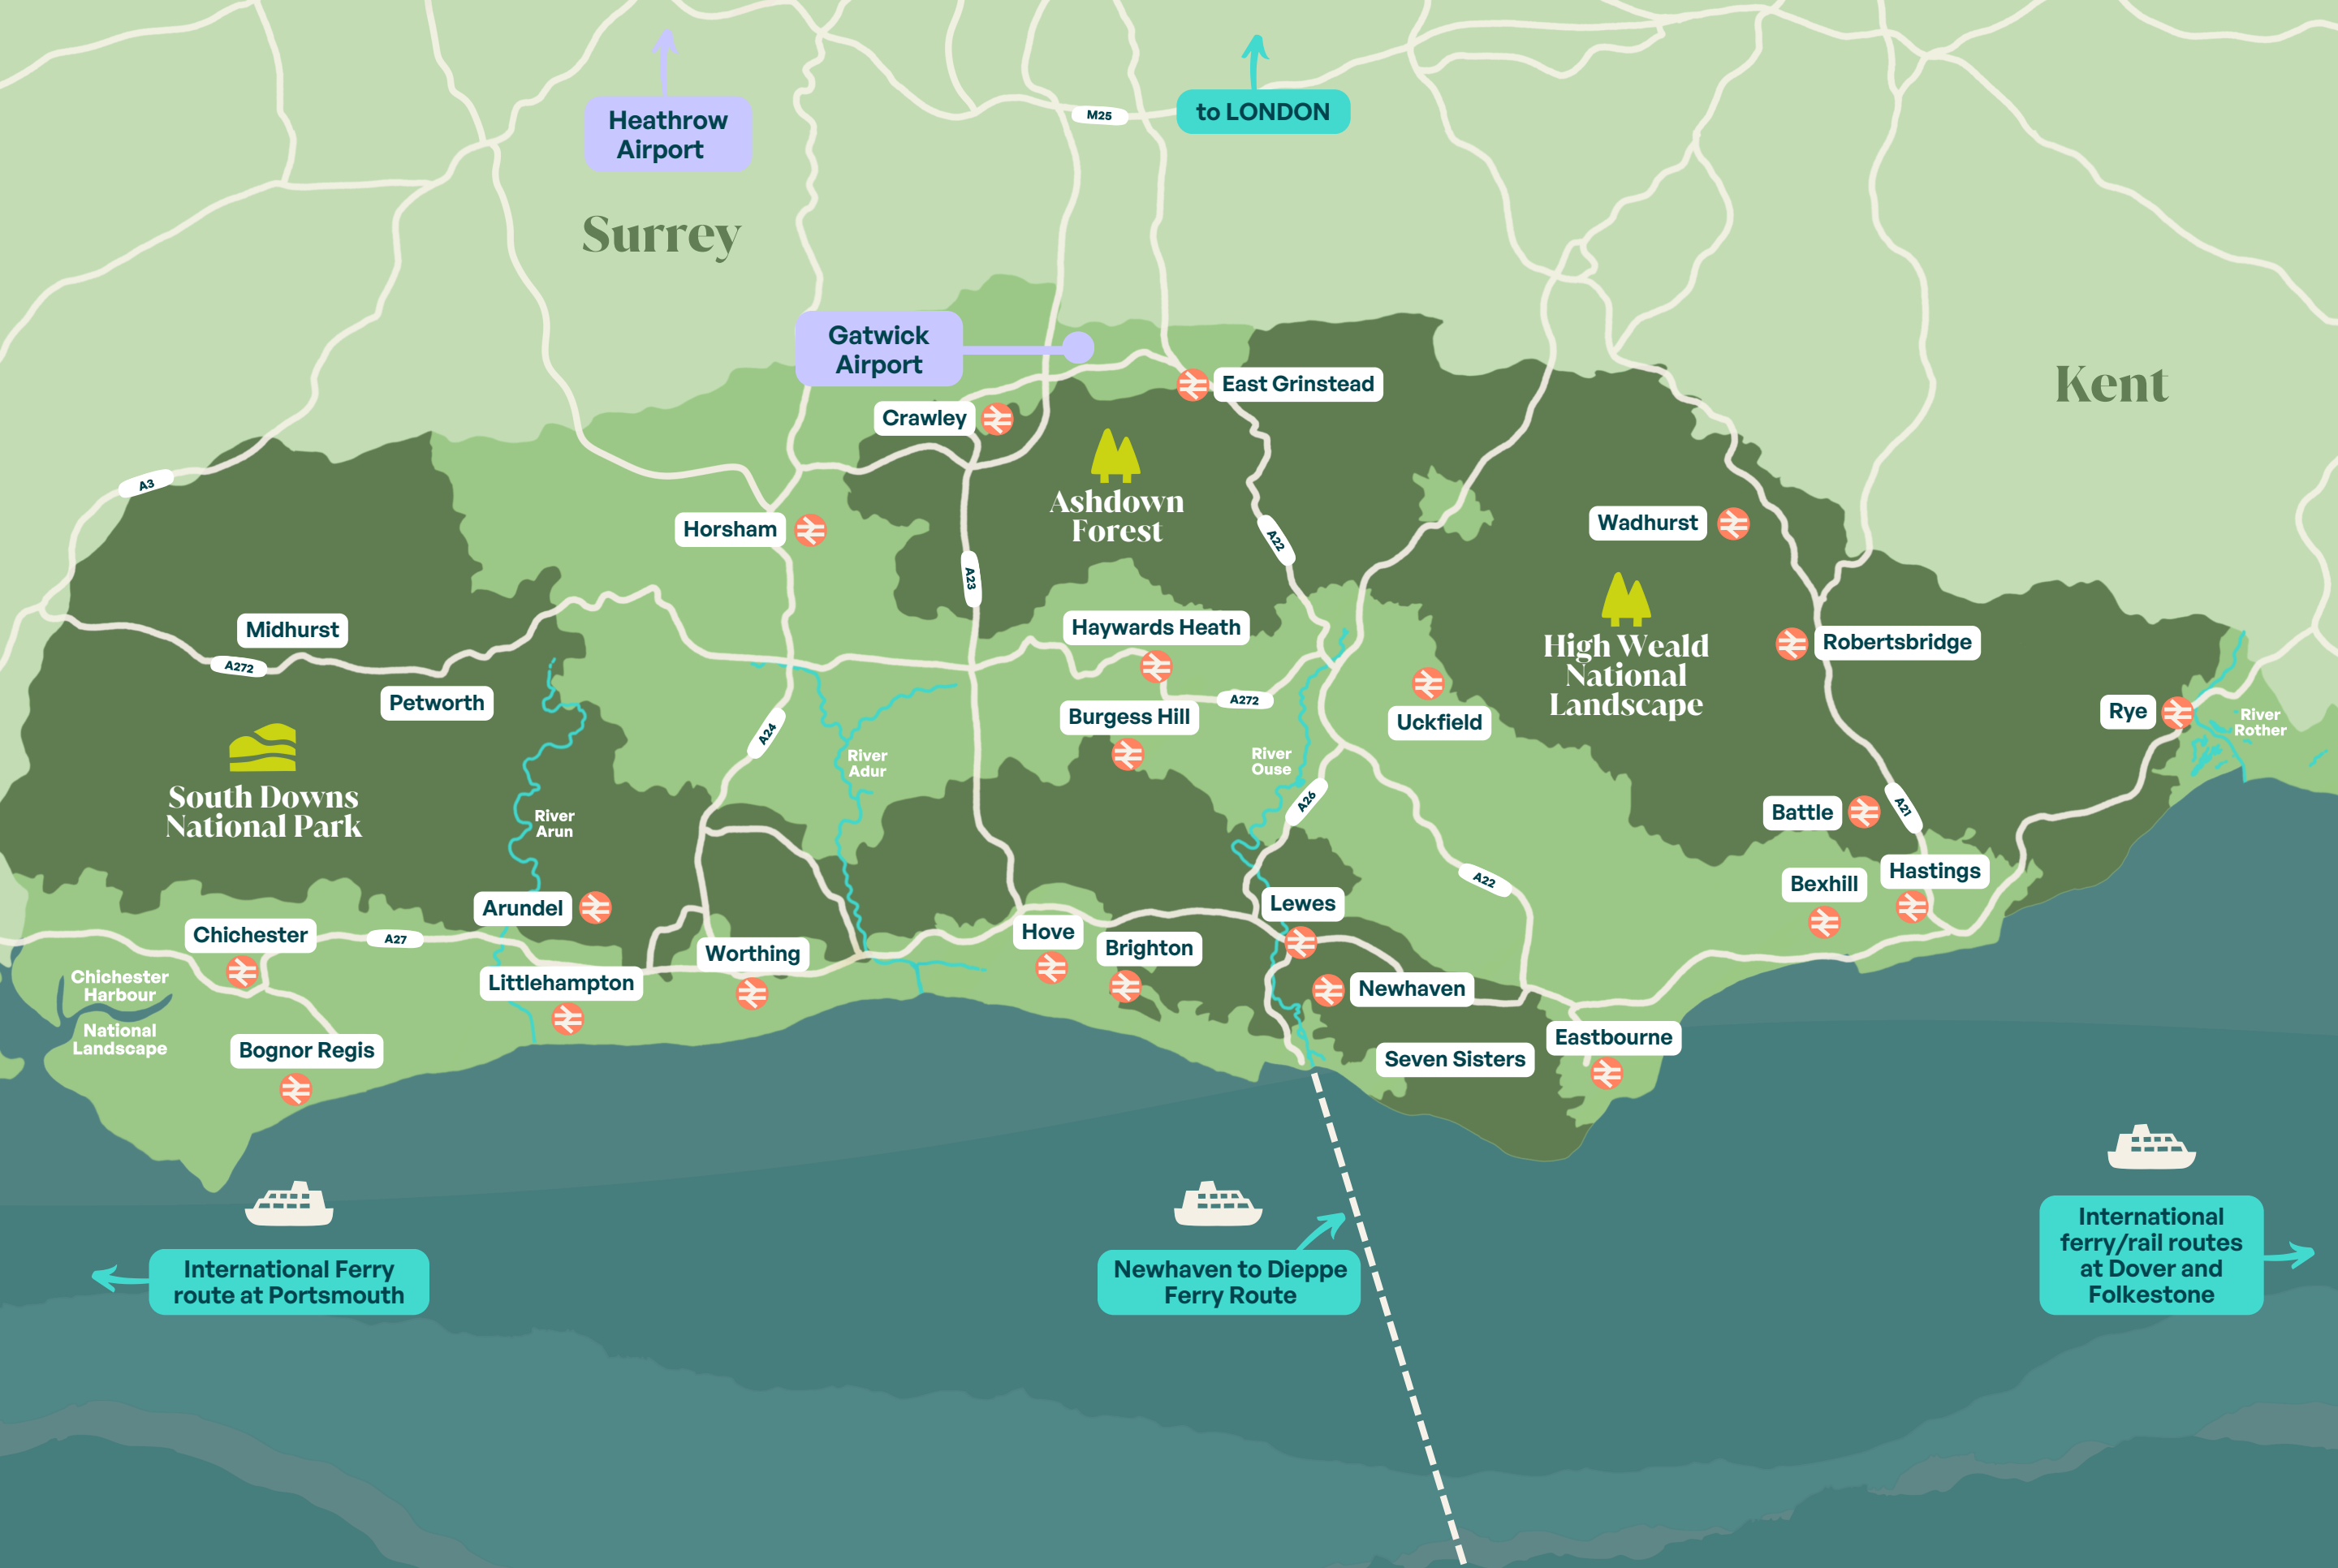 M25
to LONDON
Heathrow
Airport
Surrey
Gatwick
Airport
Kent
East Grinstead
Crawley
A3
Ashdown
Forest
Horsham
Wadhurst
A22
A23
Midhurst
Haywards Heath
High Weald
National
Landscape
Robertsbridge
A272
Petworth
A272
Burgess Hill
Uckfield
Rye
River
Rother
A24
River
Adur
River
Ouse
South Downs
National Park
River
Arun
A26
Battle
A21
Hastings
Bexhill
A22
Arundel
Lewes
Chichester
A27
Hove
Brighton
Worthing
Littlehampton
Newhaven
Chichester
Harbour
National
Landscape
Bognor Regis
Eastbourne
Seven Sisters
International Ferry
route at Portsmouth
Newhaven to Dieppe
Ferry Route
International
ferry/rail routes
at Dover and
Folkestone